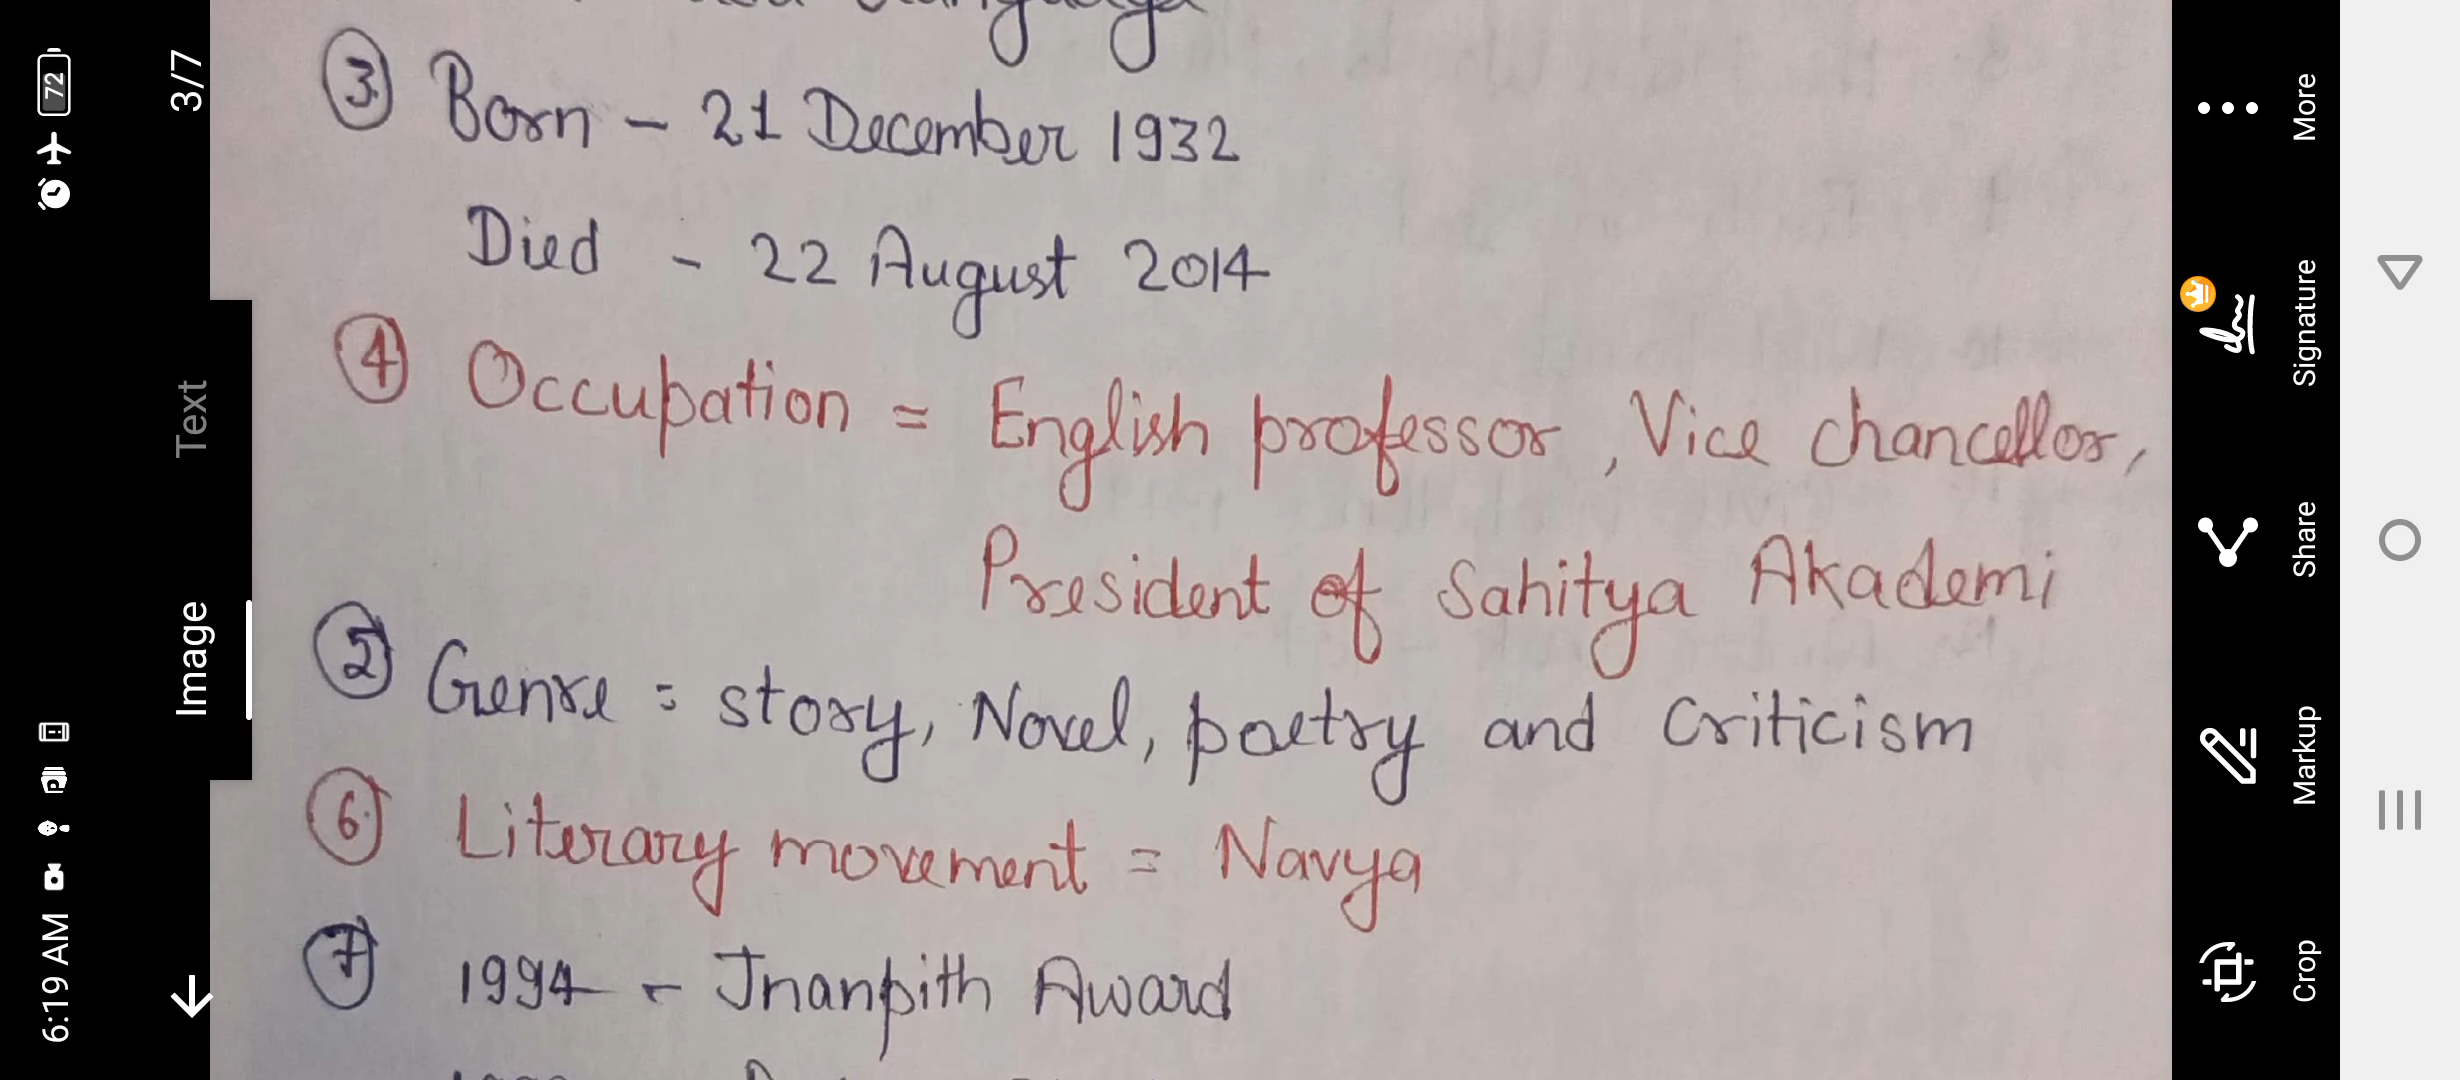 Language
③ Born - 21 December 1932
Died - 22 August 2014
④ Occupation = English professor, Vice chancellor,
President of Sahitya Akademi
⑤ Genre = story, Novel, poetry and Criticism
⑥ Literary movement = Navya
⑦ 1994 - Jnanpith Award
6:19 AM
72
3/7
Text
Image
More
Signature
Share
Markup
Crop